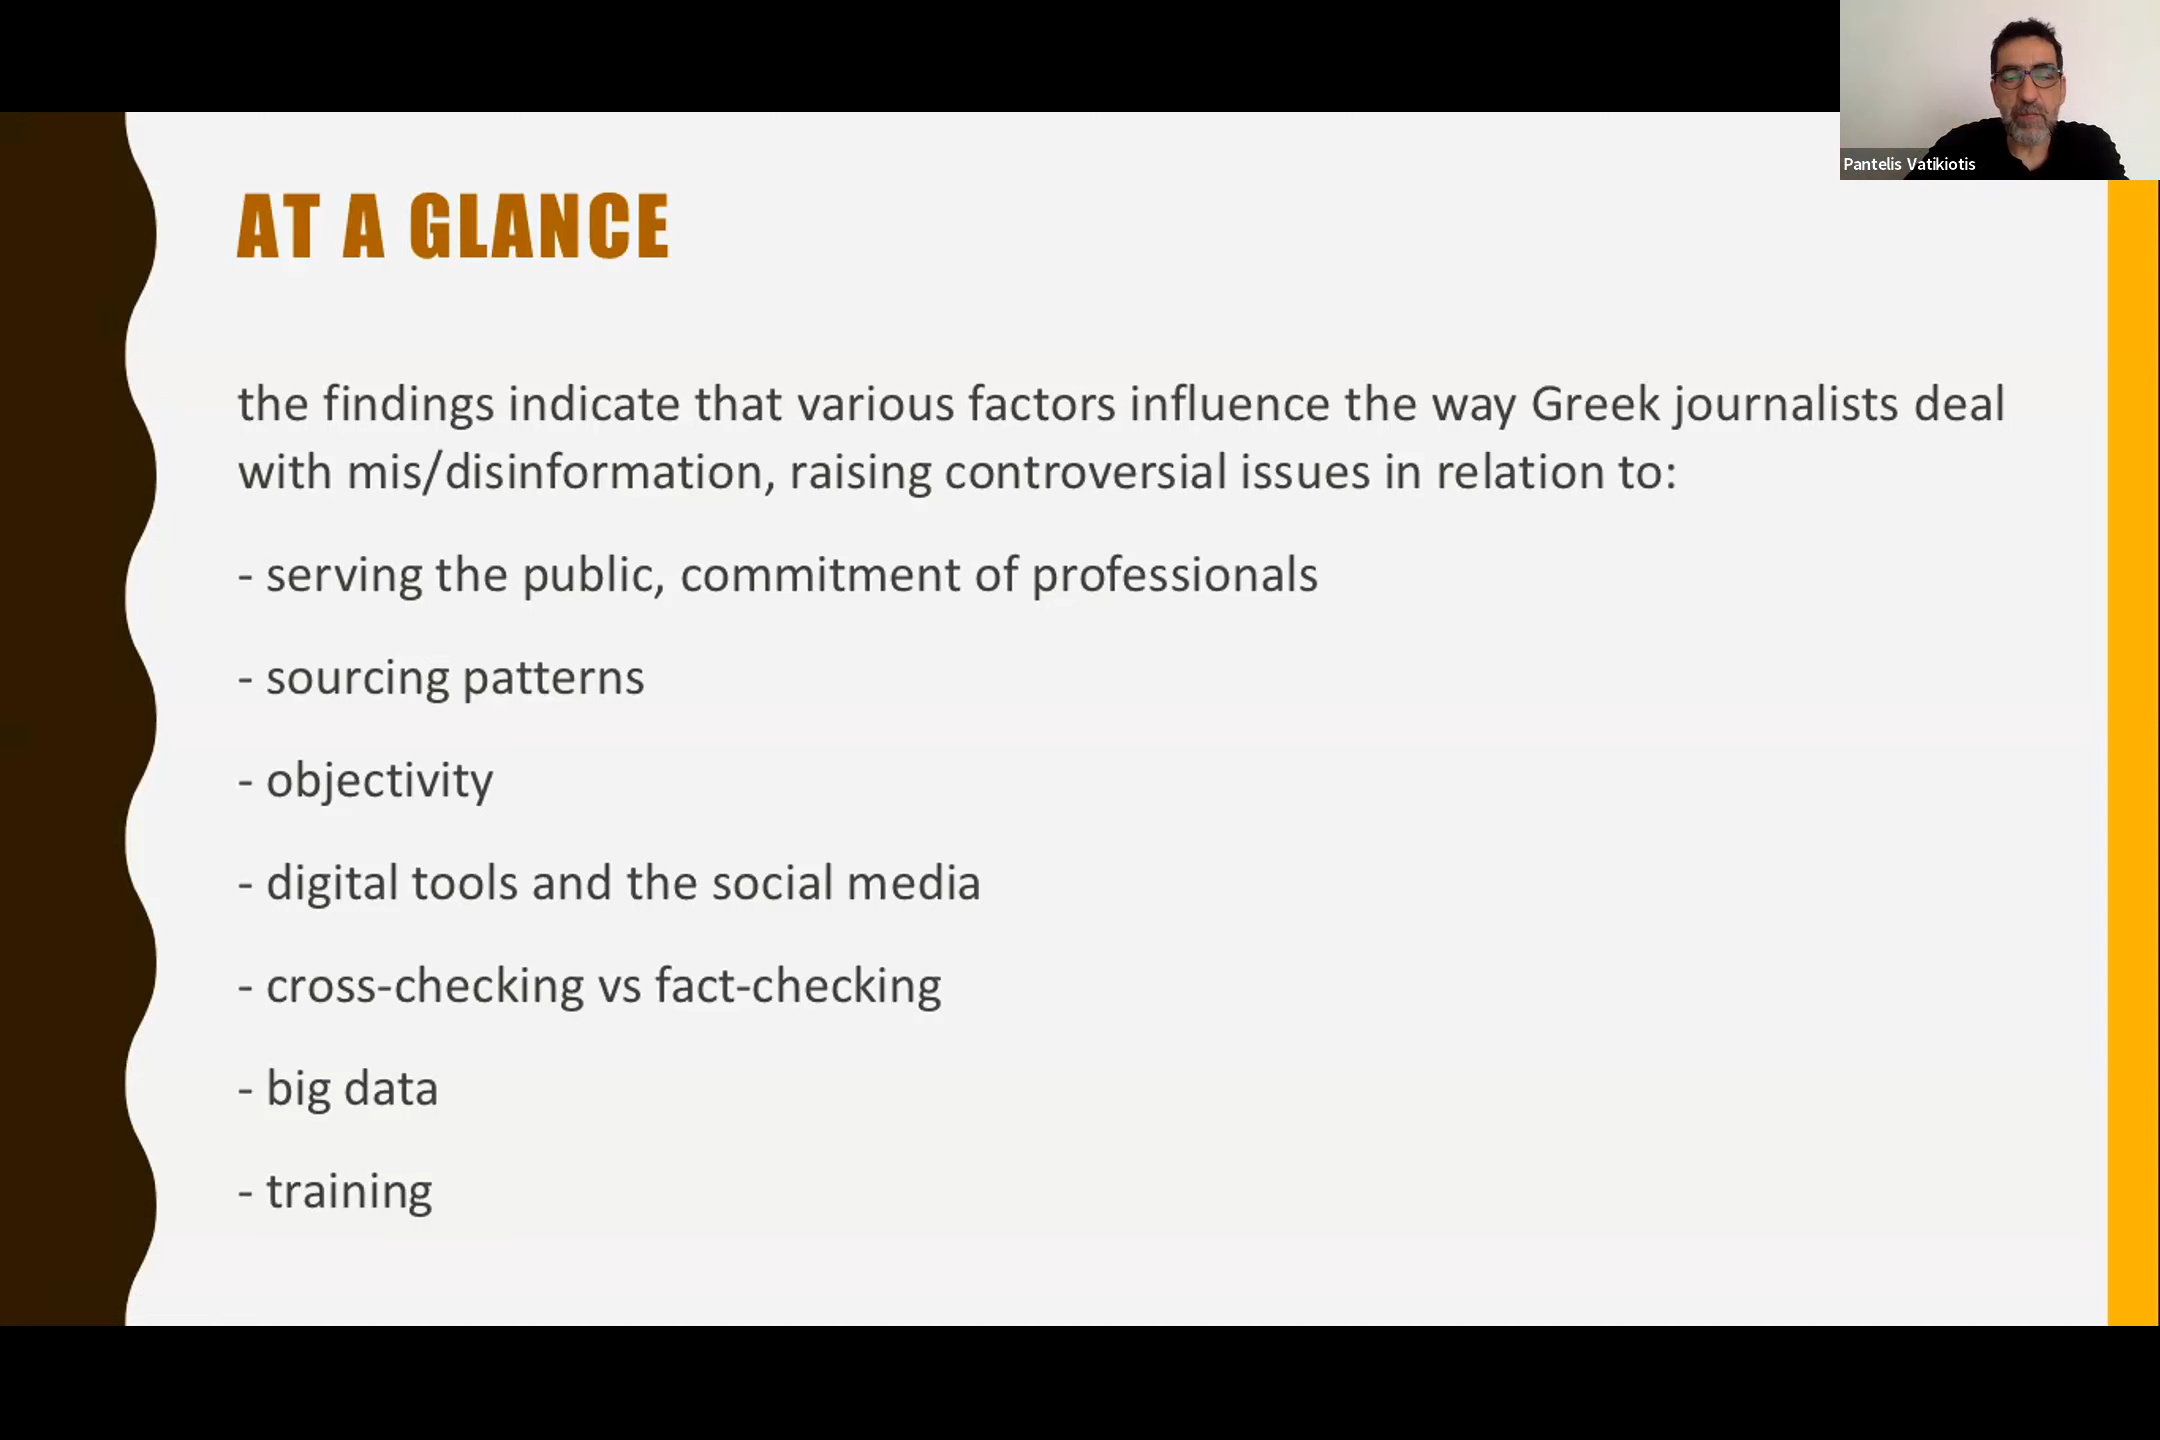 Pantelis Vatikiotis
AT A GLANCE
the findings indicate that various factors influence the way Greek journalists deal
with mis/disinformation, raising controversial issues in relation to:
- serving the public, commitment of professionals
- sourcing patterns
- objectivity
- digital tools and the social media
- cross-checking vs fact-checking
- big data
- training